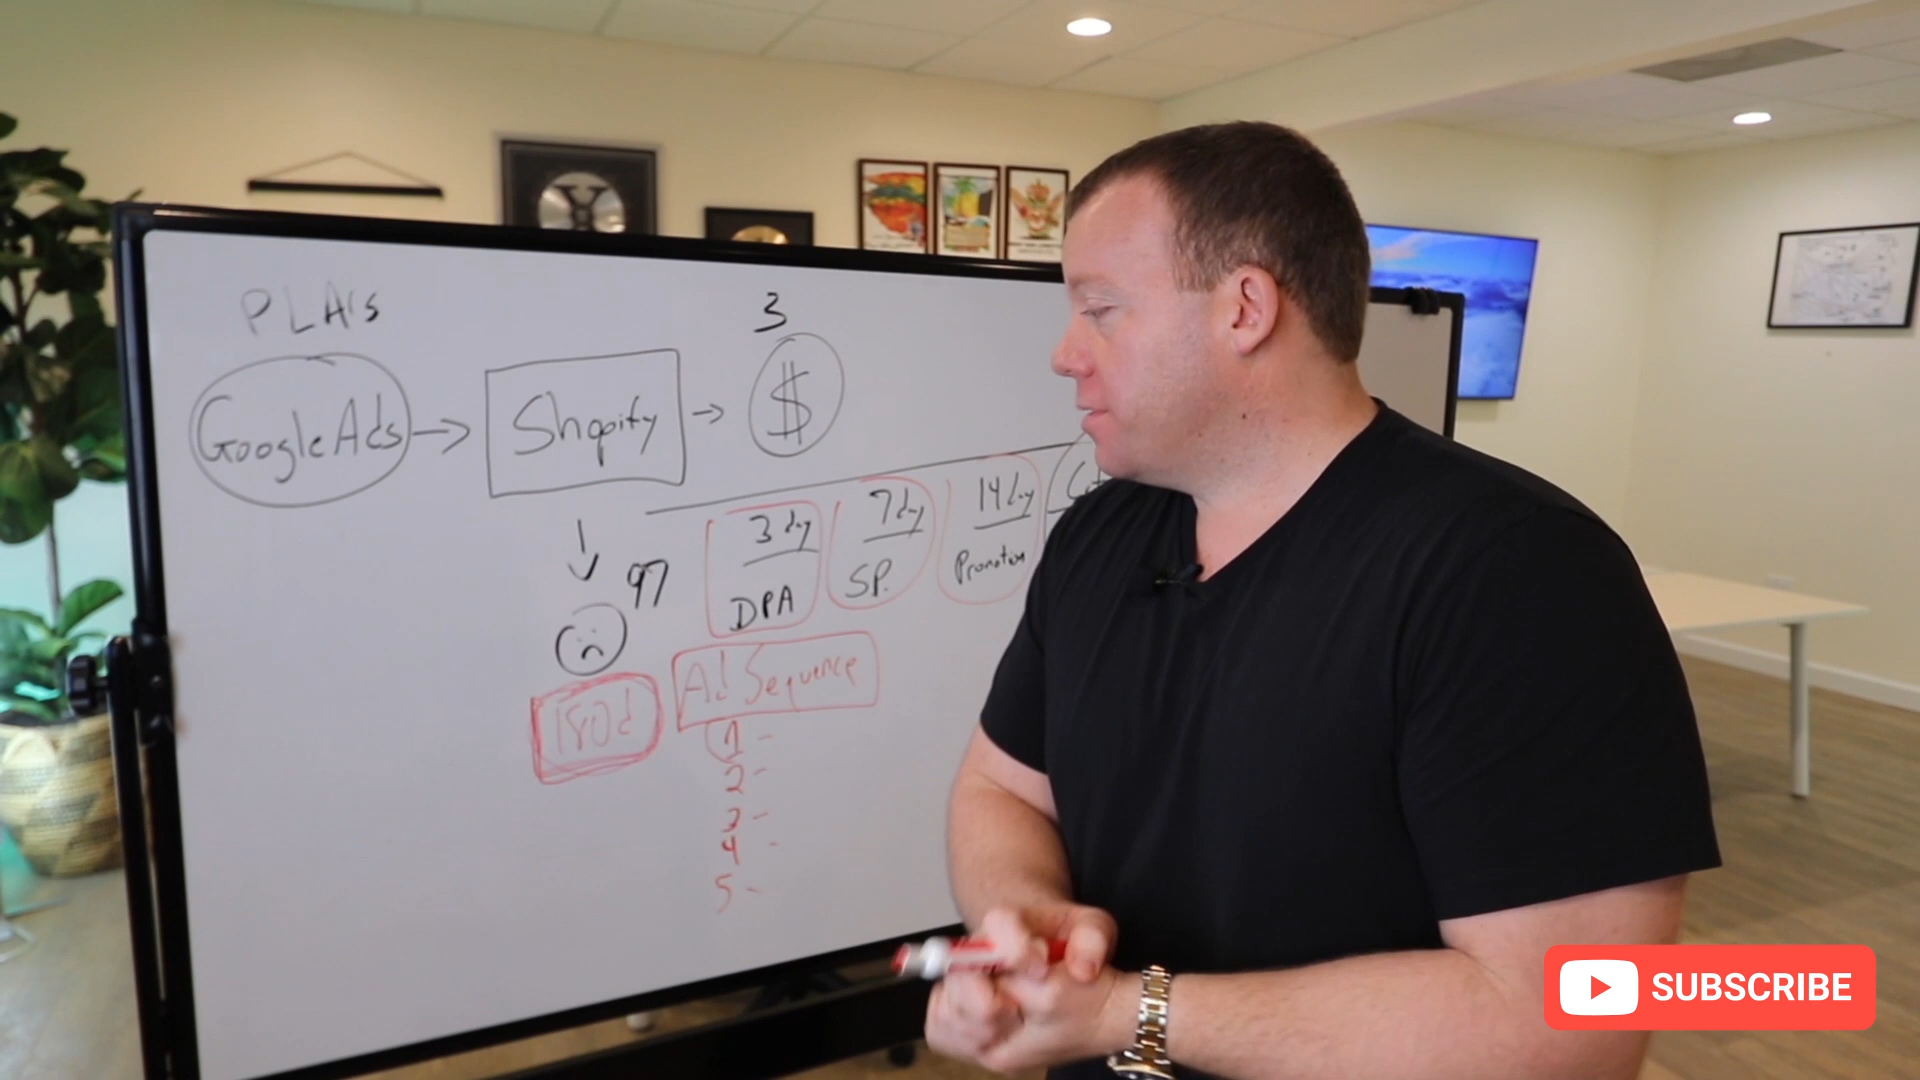 PLA's
3
Google Ads
Shopify
$
3 day
7 day
14 day
97
DPA
SP.
Promotion
180d
Ad Sequence
1 -
2 -
3 -
4 -
5 -
SUBSCRIBE